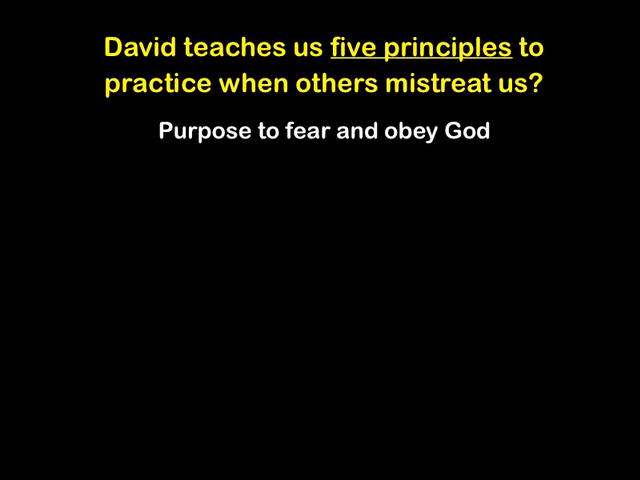 David teaches us five principles to
practice when others mistreat us?
Purpose to fear and obey God